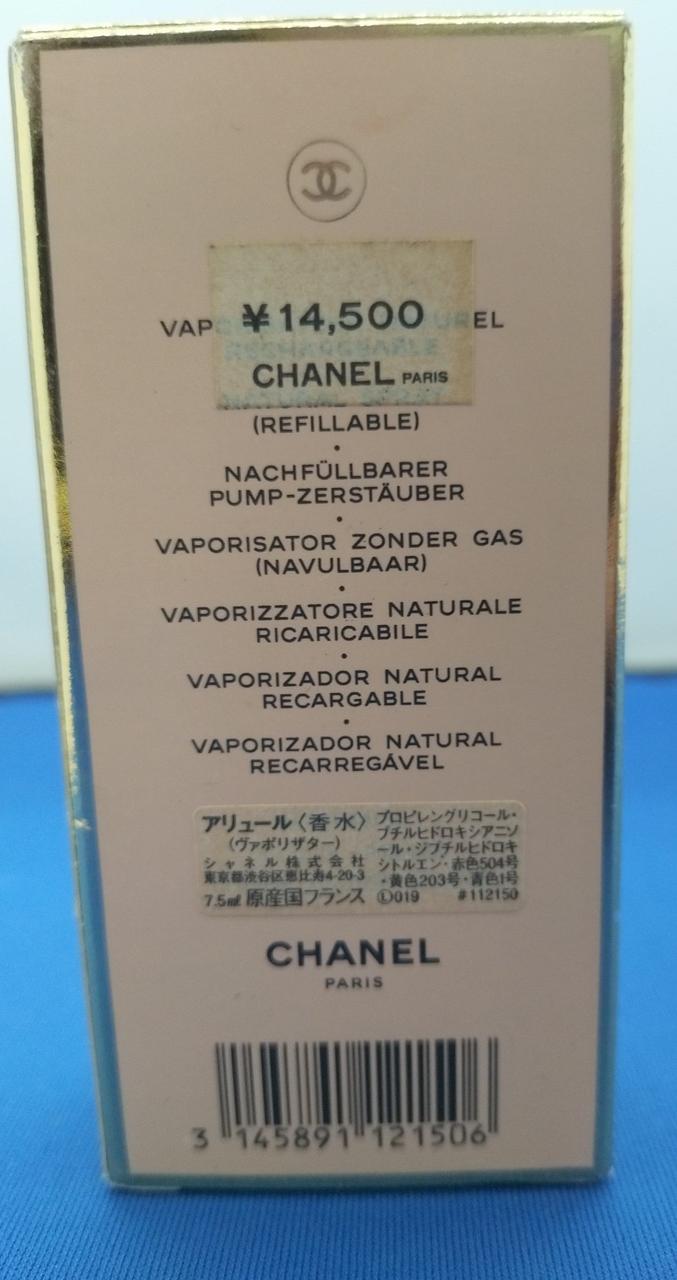 ¥14,500
VAP UREL
RECHARGEABLE
CHANEL PARIS
NATURAL SPRAY
(REFILLABLE)
NACHFÜLLBARER
PUMP-ZERSTÄUBER
VAPORISATOR ZONDER GAS
(NAVULBAAR)
VAPORIZZATORE NATURALE
RICARICABILE
VAPORIZADOR NATURAL
RECARGABLE
VAPORIZADOR NATURAL
RECARREGÁVEL
アリュール〈香水〉
(ヴァポリザター)
シャネル株式会社
東京都渋谷区恵比寿4-20-3
7.5ml 原産国フランス
プロピレングリコール・
ブチルヒドロキシアニソ
ール・ジブチルヒドロキ
シトルエン・赤色504号
・黄色203号・青色1号
Ⓛ019 #112150
CHANEL
PARIS
3 145891 121506